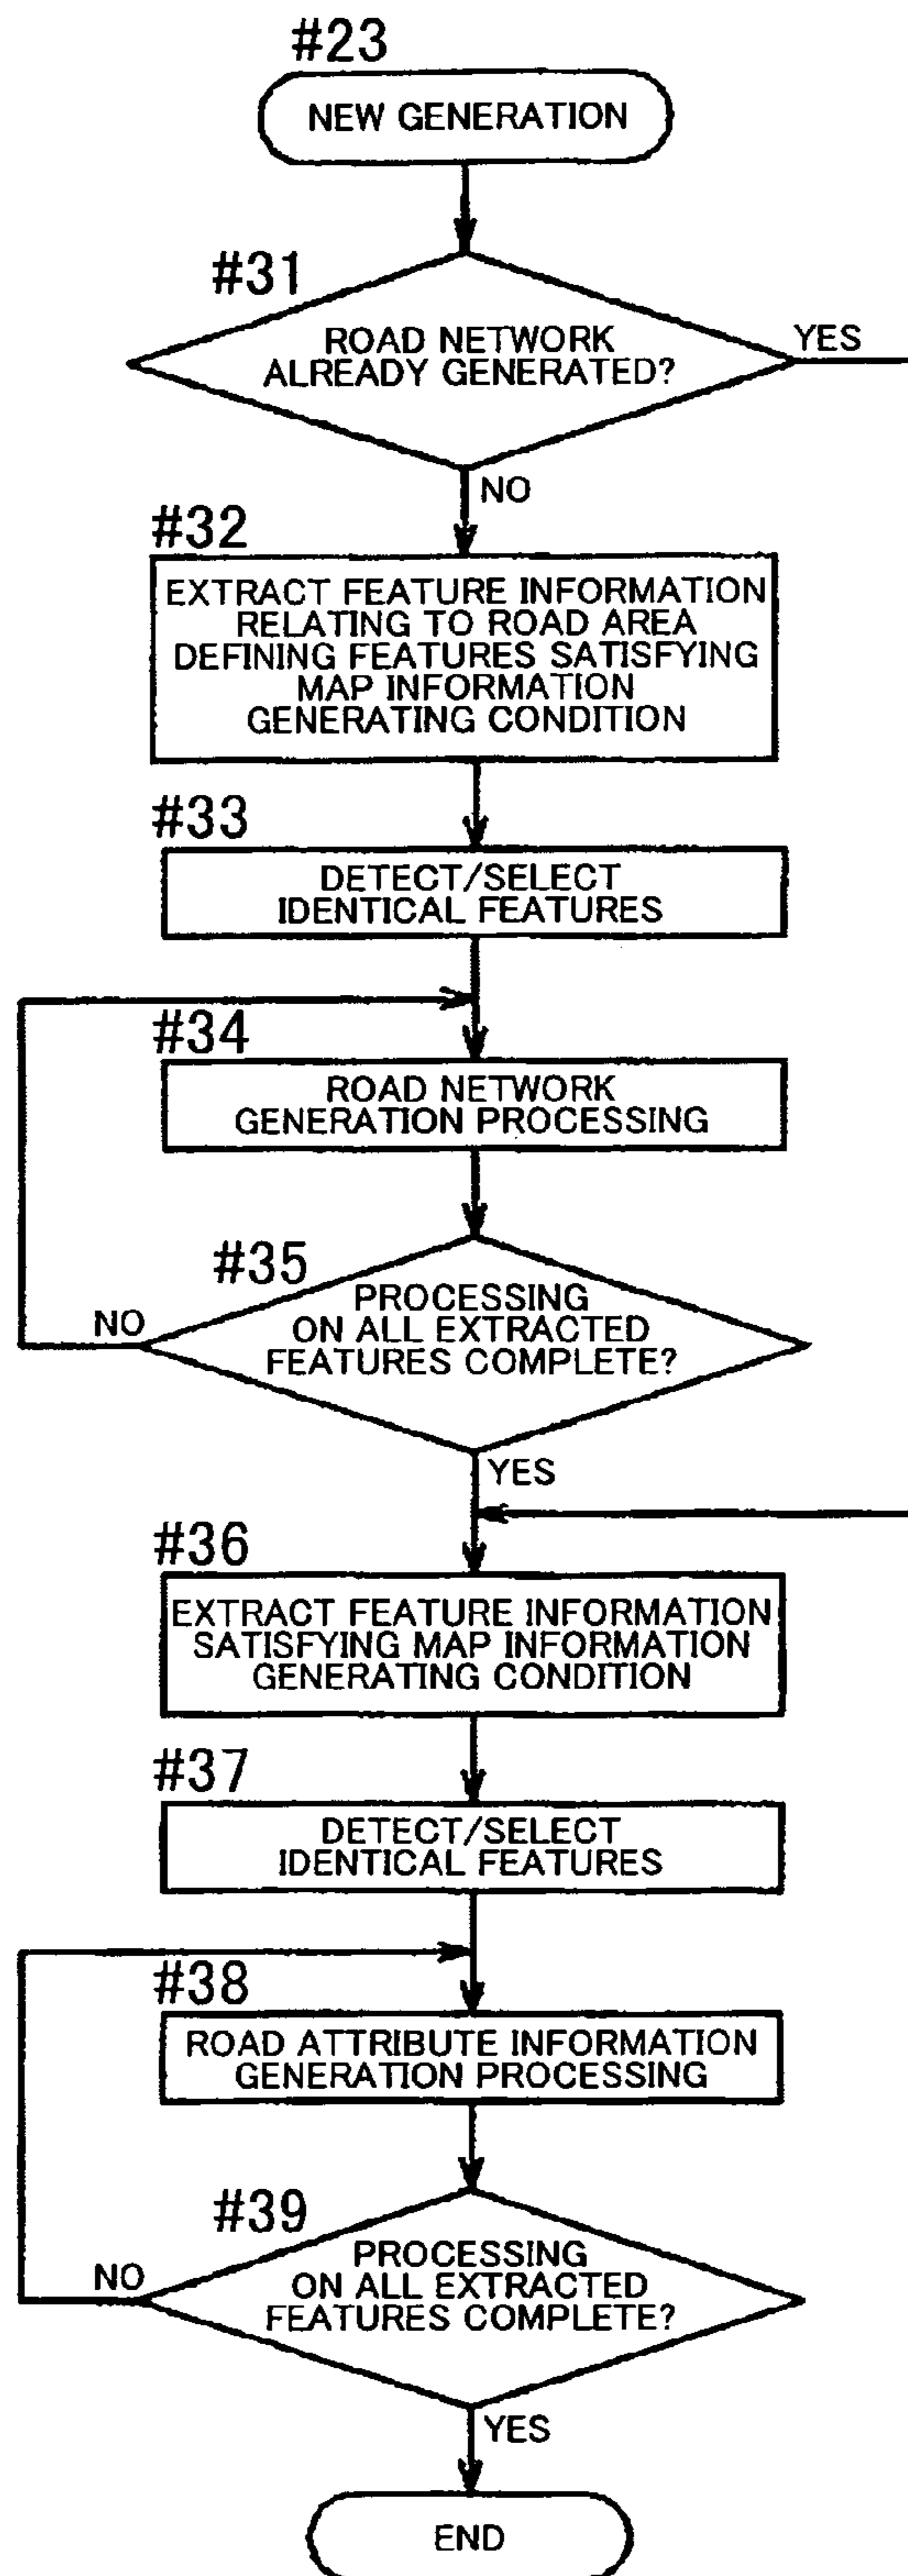 #23
NEW GENERATION
#31
ROAD NETWORK
ALREADY GENERATED?
YES
NO
#32
EXTRACT FEATURE INFORMATION
RELATING TO ROAD AREA
DEFINING FEATURES SATISFYING
MAP INFORMATION
GENERATING CONDITION
#33
DETECT/SELECT
IDENTICAL FEATURES
#34
ROAD NETWORK
GENERATION PROCESSING
#35
PROCESSING
ON ALL EXTRACTED
FEATURES COMPLETE?
NO
YES
#36
EXTRACT FEATURE INFORMATION
SATISFYING MAP INFORMATION
GENERATING CONDITION
#37
DETECT/SELECT
IDENTICAL FEATURES
#38
ROAD ATTRIBUTE INFORMATION
GENERATION PROCESSING
#39
PROCESSING
ON ALL EXTRACTED
FEATURES COMPLETE?
NO
YES
END